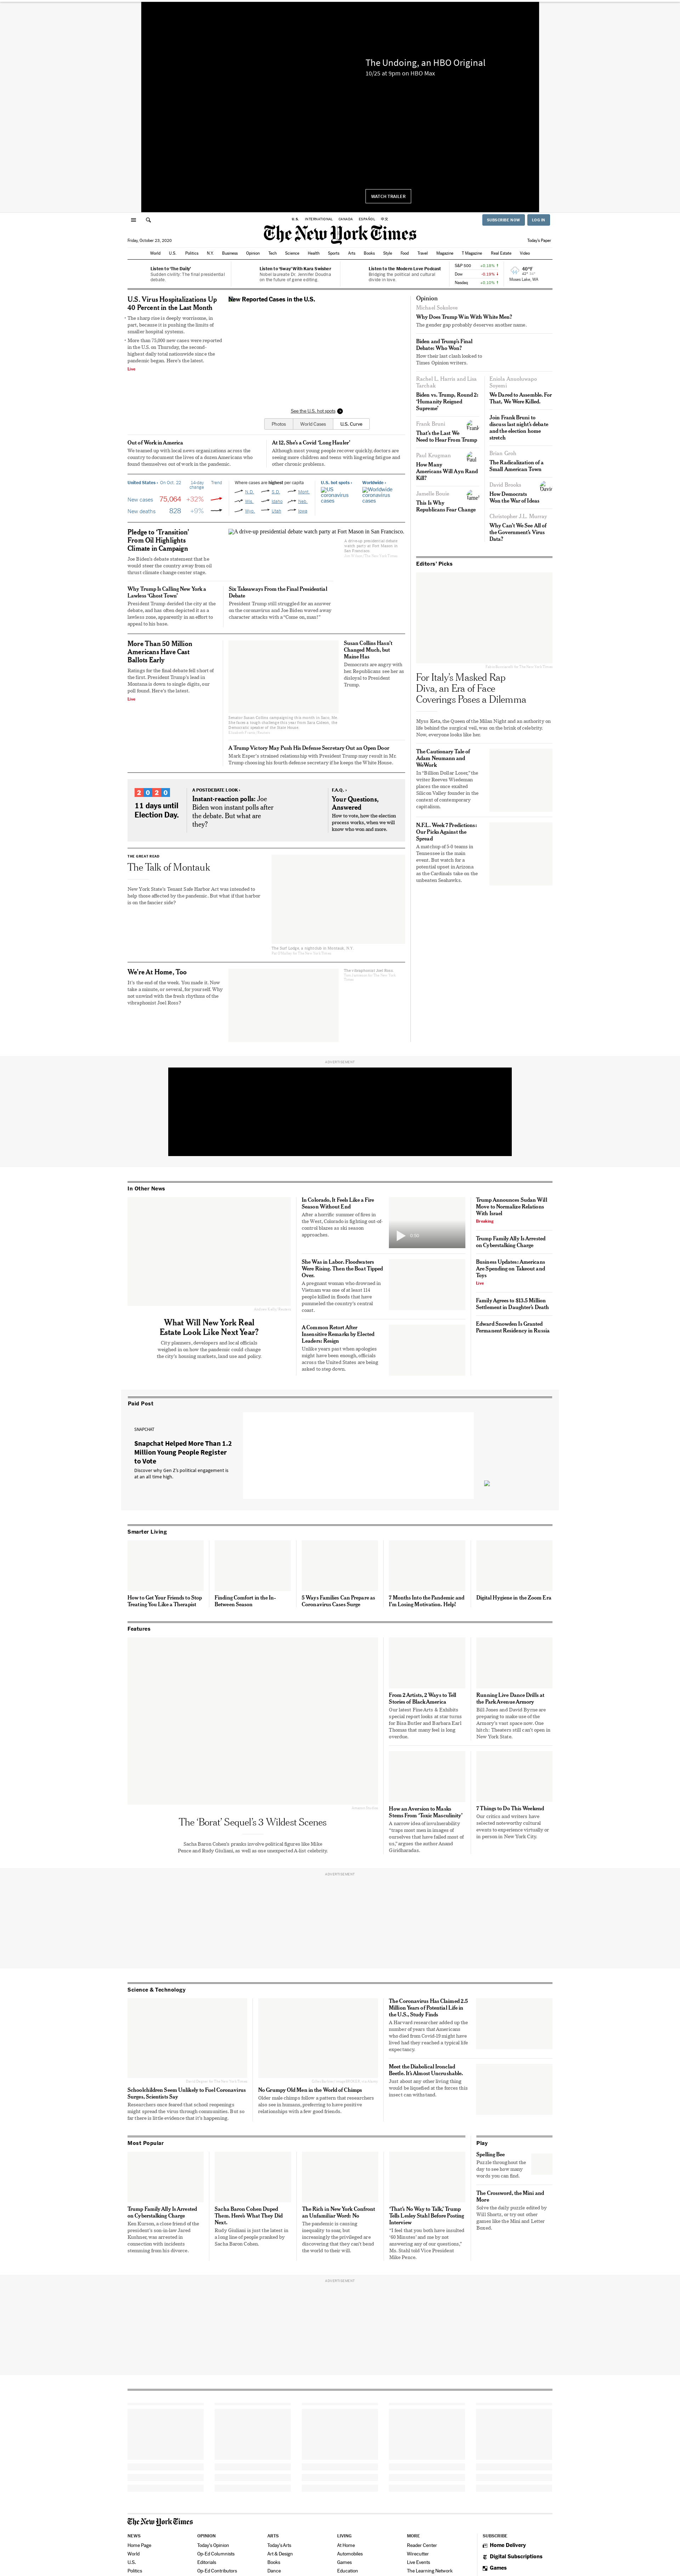 The Undoing, an HBO Original
10/25 at 9pm on HBO Max
WATCH TRAILER
U.S. INTERNATIONAL CANADA ESPAÑOL 中文
SUBSCRIBE NOW LOG IN
The New York Times
Friday, October 23, 2020
Today's Paper
World U.S. Politics N.Y. Business Opinion Tech Science Health Sports Arts Books Style Food Travel Magazine T Magazine Real Estate Video
Listen to 'The Daily'
Sudden civility: The final presidential
debate.
Listen to 'Sway' With Kara Swisher
Nobel laureate Dr. Jennifer Doudna
on the future of gene editing
Listen to the Modern Love Podcast
Bridging the political and cultural
divide in love.
S&P 500
Dow
Nasdaq
60°F
Moses Lake, WA
U.S. Virus Hospitalizations Up
40 Percent in the Last Month
The sharp rise is deeply worrisome, in
part, because it is pushing the limits of
smaller hospital systems.
More than 75,000 new cases were reported
in the U.S. on Thursday, the second-
highest daily total nationwide since the
pandemic began. Here's the latest.
Live
New Reported Cases in the U.S.
See the U.S. hot spots
Photos World Cases U.S. Curve
Out of Work in America
We teamed up with local news organizations across the
country to document the lives of a dozen Americans who
found themselves out of work in the pandemic.
At 12, She's a Covid 'Long Hauler'
Although most young people recover quickly, doctors are
seeing more children and teens with lingering fatigue and
other chronic problems.
United States › On Oct. 22 14-day change Trend
New cases 75,064 +32%
New deaths 828 +9%
Where cases are highest per capita
N.D. S.D. Mont.
Wis. Idaho Neb.
Wyo. Utah Iowa
U.S. hot spots ›
US
coronavirus
cases
Worldwide ›
Worldwide
coronavirus
cases
Pledge to 'Transition'
From Oil Highlights
Climate in Campaign
Joe Biden's debate statement that he
would steer the country away from oil
thrust climate change center stage.
A drive-up presidential debate watch party at Fort Mason in San Francisco.
A drive-up presidential debate
watch party at Fort Mason in
San Francisco.
Why Trump Is Calling New York a
Lawless 'Ghost Town'
President Trump derided the city at the
debate, and has often depicted it as a
lawless zone, apparently in an effort to
appeal to his base.
Six Takeaways From the Final Presidential
Debate
President Trump still struggled for an answer
on the coronavirus and Joe Biden waved away
character attacks with a "Come on, man!"
More Than 50 Million
Americans Have Cast
Ballots Early
Ratings for the final debate fell short of
the first. President Trump's lead in
Montana is down to single digits, our
poll found. Here's the latest.
Live
Senator Susan Collins campaigning this month in Saco, Me.
She faces a tough challenge this year from Sara Gideon, the
Democratic speaker of the State House.
Susan Collins Hasn't
Changed Much, but
Maine Has
Democrats are angry with
her. Republicans see her as
disloyal to President
Trump.
A Trump Victory May Push His Defense Secretary Out an Open Door
Mark Esper's strained relationship with President Trump may result in Mr.
Trump choosing his fourth defense secretary if he keeps the White House.
2020
11 days until
Election Day.
A POSTDEBATE LOOK ›
Instant-reaction polls: Joe
Biden won instant polls after
the debate. But what are
they?
F.A.Q. ›
Your Questions,
Answered
How to vote, how the election
process works, when we will
know who won and more.
THE GREAT READ
The Talk of Montauk
New York State's Tenant Safe Harbor Act was intended to
help those affected by the pandemic. But what if that harbor
is on the fancier side?
The Surf Lodge, a nightclub in Montauk, N.Y.
We're At Home, Too
It's the end of the week. You made it. Now
take a minute, or several, for yourself. Why
not unwind with the fresh rhythms of the
vibraphonist Joel Ross?
The vibraphonist Joel Ross.
Opinion
Michael Sokolove
Why Does Trump Win With White Men?
The gender gap probably deserves another name.
Biden and Trump's Final
Debate: Who Won?
How their last clash looked to
Times Opinion writers.
Rachel L. Harris and Lisa
Tarchak
Biden vs. Trump, Round 2:
'Humanity Reigned
Supreme'
Frank Bruni
That's the Last We
Need to Hear From Trump
Paul Krugman
How Many
Americans Will Ayn Rand
Kill?
Jamelle Bouie
This Is Why
Republicans Fear Change
Eniola Anuoluwapo
Soyemi
We Dared to Assemble. For
That, We Were Killed.
Join Frank Bruni to
discuss last night's debate
and the election home
stretch
Brian Groh
The Radicalization of a
Small American Town
David Brooks
How Democrats
Won the War of Ideas
Christopher J.L. Murray
Why Can't We See All of
the Government's Virus
Data?
Editors' Picks
For Italy's Masked Rap
Diva, an Era of Face
Coverings Poses a Dilemma
Myss Keta, the Queen of the Milan Night and an authority on
life behind the surgical veil, was on the brink of celebrity.
Now, everyone looks like her.
The Cautionary Tale of
Adam Neumann and
WeWork
In "Billion Dollar Loser," the
writer Reeves Wiedeman
places the once exalted
Silicon Valley founder in the
context of contemporary
capitalism.
N.F.L. Week 7 Predictions:
Our Picks Against the
Spread
A matchup of 5-0 teams in
Tennessee is the main
event. But watch for a
potential upset in Arizona
as the Cardinals take on the
unbeaten Seahawks.
ADVERTISEMENT
In Other News
What Will New York Real
Estate Look Like Next Year?
City planners, developers and local officials
weighed in on how the pandemic could change
the city's housing markets, land use and policy.
In Colorado, It Feels Like a Fire
Season Without End
After a horrific summer of fires in
the West, Colorado is fighting out-of-
control blazes as ski season
approaches.
She Was in Labor. Floodwaters
Were Rising. Then the Boat Tipped
Over.
A pregnant woman who drowned in
Vietnam was one of at least 114
people killed in floods that have
pummeled the country's central
coast.
A Common Retort After
Insensitive Remarks by Elected
Leaders: Resign
Unlike years past when apologies
might have been enough, officials
across the United States are being
asked to step down.
Trump Announces Sudan Will
Move to Normalize Relations
With Israel
Breaking
Trump Family Ally Is Arrested
on Cyberstalking Charge
Business Updates: Americans
Are Spending on Takeout and
Toys
Live
Family Agrees to $13.5 Million
Settlement in Daughter's Death
Edward Snowden Is Granted
Permanent Residency in Russia
Paid Post
SNAPCHAT
Snapchat Helped More Than 1.2
Million Young People Register
to Vote
Discover why Gen Z's political engagement is
at an all time high.
Smarter Living
How to Get Your Friends to Stop
Treating You Like a Therapist
Finding Comfort in the In-
Between Season
5 Ways Families Can Prepare as
Coronavirus Cases Surge
7 Months Into the Pandemic and
I'm Losing Motivation. Help!
Digital Hygiene in the Zoom Era
Features
The 'Borat' Sequel's 3 Wildest Scenes
Sacha Baron Cohen's pranks involve political figures like Mike
Pence and Rudy Giuliani, as well as one unexpected A-list celebrity.
From 2 Artists, 2 Ways to Tell
Stories of Black America
Our latest Fine Arts & Exhibits
special report looks at star turns
for Bisa Butler and Barbara Earl
Thomas that many feel is long
overdue.
How an Aversion to Masks
Stems From 'Toxic Masculinity'
A narrow idea of invulnerability
"traps most men in images of
ourselves that have failed most of
us," argues the author Anand
Giridharadas.
Running Live Dance Drills at
the Park Avenue Armory
Bill Jones and David Byrne are
preparing to make use of the
Armory's vast space now. One
hitch: Theaters still can't open in
New York State.
7 Things to Do This Weekend
Our critics and writers have
selected noteworthy cultural
events to experience virtually or
in person in New York City.
ADVERTISEMENT
Science & Technology
Schoolchildren Seem Unlikely to Fuel Coronavirus
Surges, Scientists Say
Researchers once feared that school reopenings
might spread the virus through communities. But so
far there is little evidence that it's happening.
No Grumpy Old Men in the World of Chimps
Older male chimps follow a pattern that researchers
also see in humans, preferring to have positive
relationships with a few good friends.
The Coronavirus Has Claimed 2.5
Million Years of Potential Life in
the U.S., Study Finds
A Harvard researcher added up the
number of years that Americans
who died from Covid-19 might have
lived had they reached a typical life
expectancy.
Meet the Diabolical Ironclad
Beetle. It's Almost Uncrushable.
Just about any other living thing
would be liquefied at the forces this
insect can withstand.
Most Popular
Trump Family Ally Is Arrested
on Cyberstalking Charge
Ken Kurson, a close friend of the
president's son-in-law Jared
Kushner, was arrested in
connection with incidents
stemming from his divorce.
Sacha Baron Cohen Duped
Them. Here's What They Did
Next.
Rudy Giuliani is just the latest in
a long line of people pranked by
Sacha Baron Cohen.
The Rich in New York Confront
an Unfamiliar Word: No
The pandemic is causing
inequality to soar, but
increasingly the privileged are
discovering that they can't bend
the world to their will.
'That's No Way to Talk,' Trump
Tells Lesley Stahl Before Posting
Interview
"I feel that you both have insulted
'60 Minutes' and me by not
answering any of our questions,"
Ms. Stahl told Vice President
Mike Pence.
Play
Spelling Bee
Puzzle throughout the
day to see how many
words you can find.
The Crossword, the Mini and
More
Solve the daily puzzle edited by
Will Shortz, or try our other
games like the Mini and Letter
Boxed.
ADVERTISEMENT
The New York Times
NEWS
Home Page
World
U.S.
Politics
OPINION
Today's Opinion
Op-Ed Columnists
Editorials
Op-Ed Contributors
ARTS
Today's Arts
Art & Design
Books
Dance
LIVING
At Home
Automobiles
Games
Education
MORE
Reader Center
Wirecutter
Live Events
The Learning Network
SUBSCRIBE
Home Delivery
Digital Subscriptions
Games